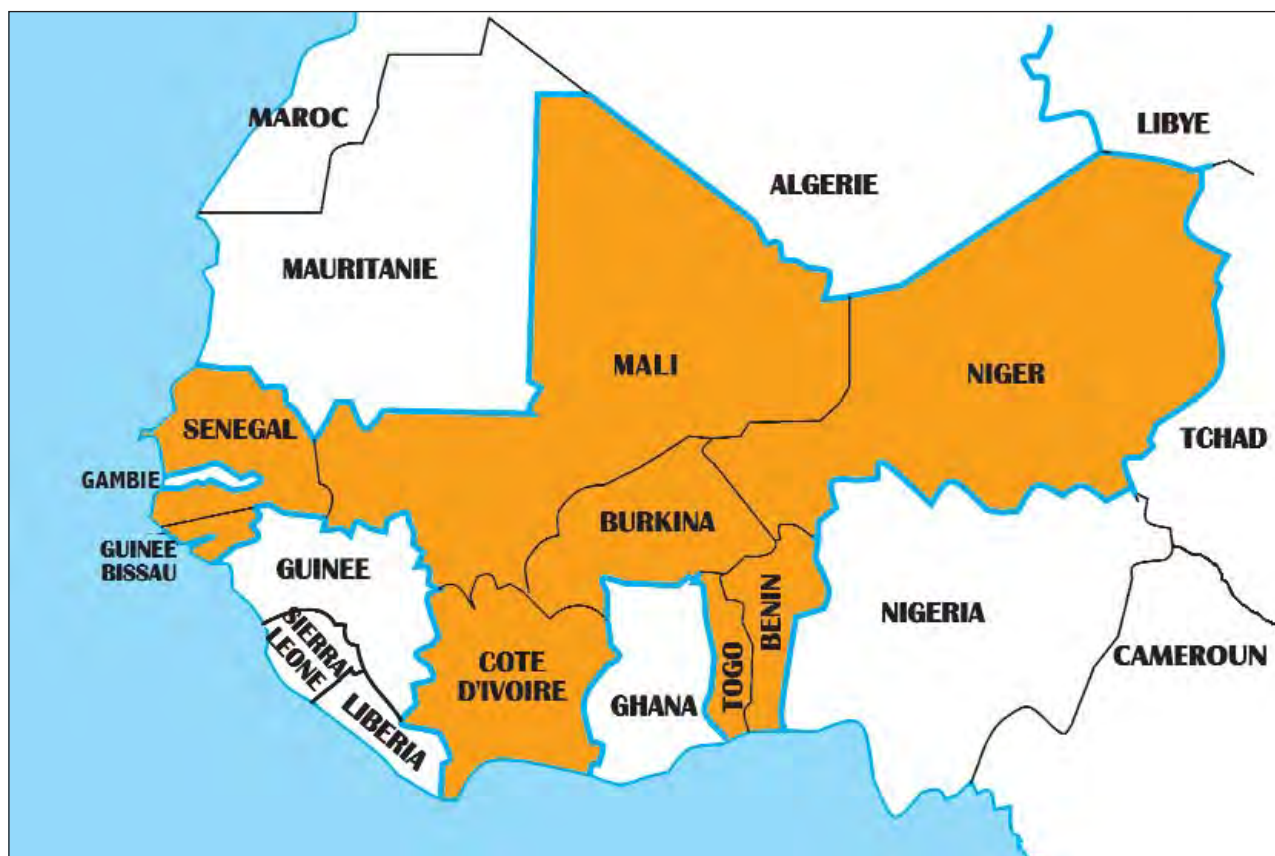 MAROC
LIBYE
ALGERIE
MAURITANIE
MALI
NIGER
SENEGAL
TCHAD
GAMBIE
BURKINA
GUINEE
BISSAU
GUINEE
BENIN
NIGERIA
SIERRA
LEONE
COTE
D'IVOIRE
TOGO
CAMEROUN
GHANA
LIBERIA